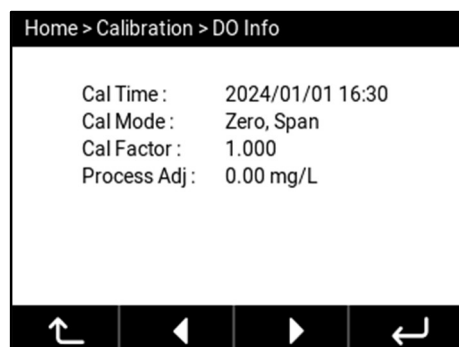 Home > Calibration > DO Info
Cal Time : 2024/01/01 16:30
Cal Mode : Zero, Span
Cal Factor : 1.000
Process Adj : 0.00 mg/L